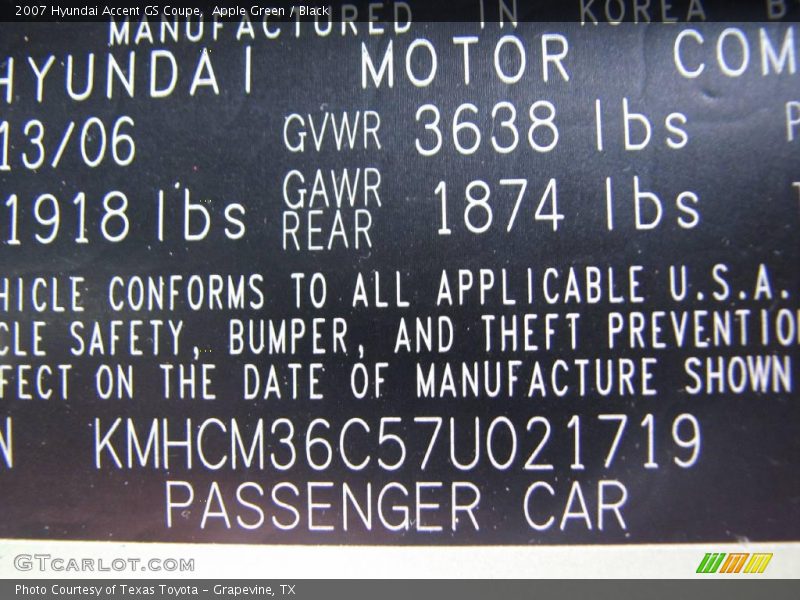 2007 Hyundai Accent GS Coupe, Apple Green / Black
MANUFACTURED IN KOREA B
HYUNDAI MOTOR COM
13/06 GVWR 3638 lbs P
1918 lbs GAWR REAR 1874 lbs
HICLE CONFORMS TO ALL APPLICABLE U.S.A.
CLE SAFETY, BUMPER, AND THEFT PREVENTION
FECT ON THE DATE OF MANUFACTURE SHOWN
N KMHCM36C57U021719
PASSENGER CAR
GTCARLOT.COM
Photo Courtesy of Texas Toyota - Grapevine, TX